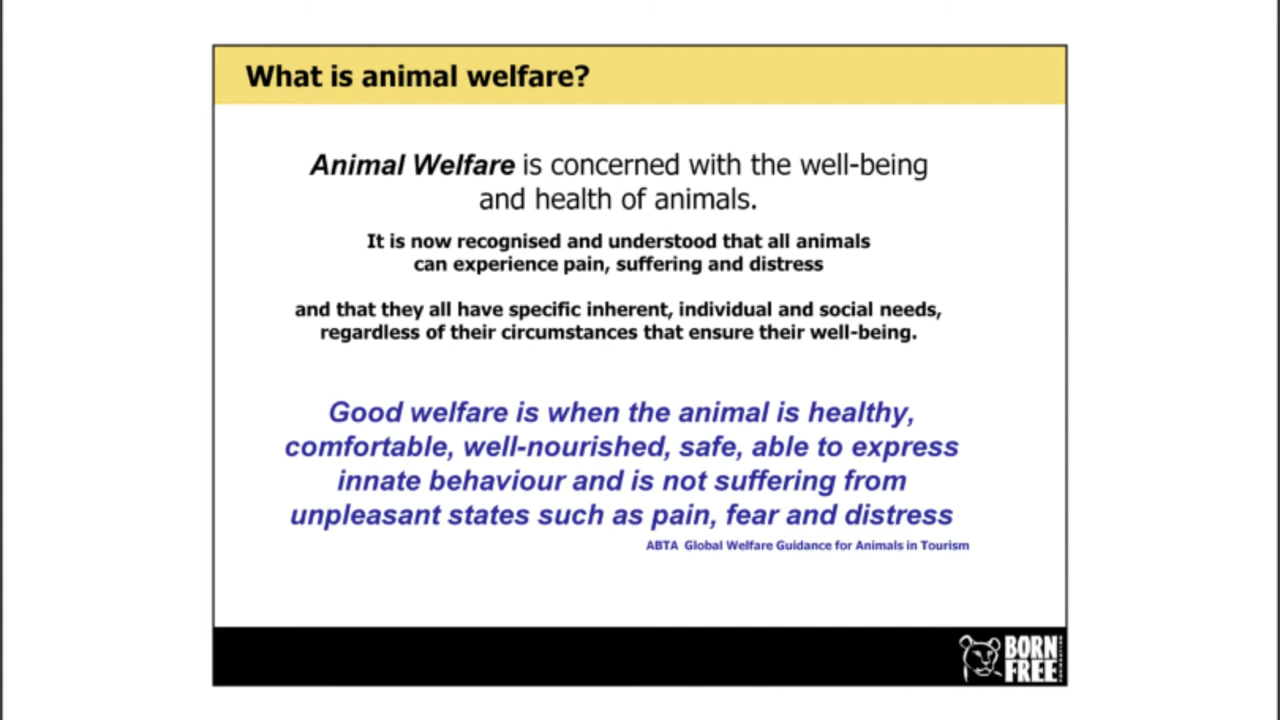 What is animal welfare?
Animal Welfare is concerned with the well-being
and health of animals.
It is now recognised and understood that all animals
can experience pain, suffering and distress
and that they all have specific inherent, individual and social needs,
regardless of their circumstances that ensure their well-being.
Good welfare is when the animal is healthy,
comfortable, well-nourished, safe, able to express
innate behaviour and is not suffering from
unpleasant states such as pain, fear and distress
ABTA Global Welfare Guidance for Animals in Tourism
BORN
FREE